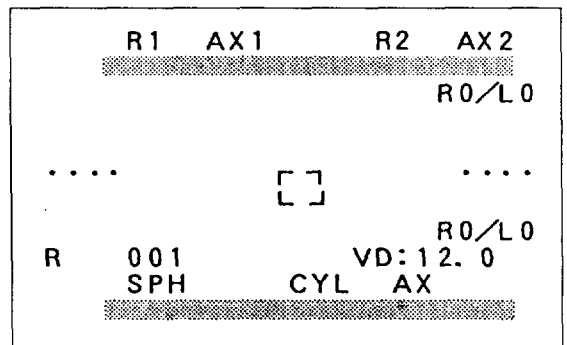 R1 AX1 R2 AX2
R0/L0
.... ....
R0/L0
R 001 VD:12.0
SPH CYL AX